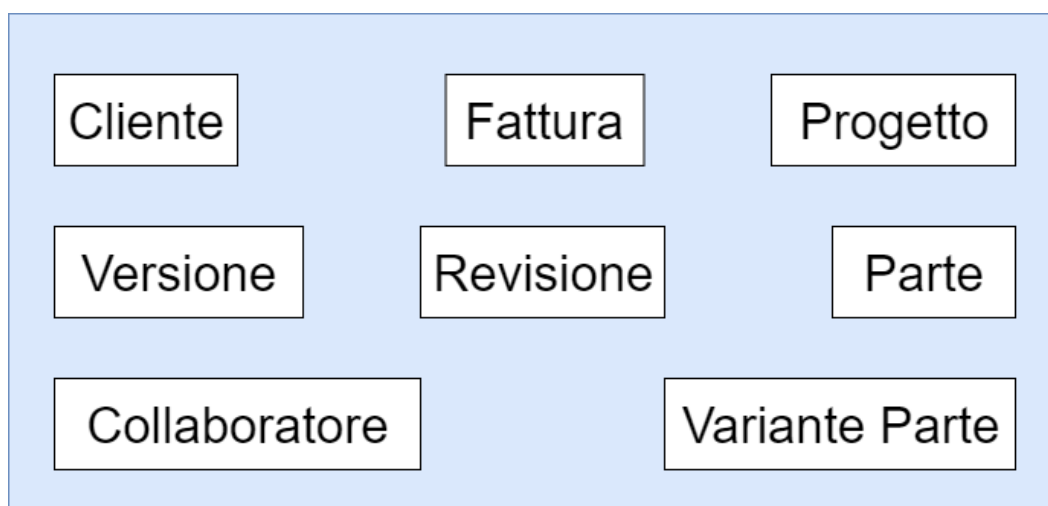 Cliente
Fattura
Progetto
Versione
Revisione
Parte
Collaboratore
Variante Parte